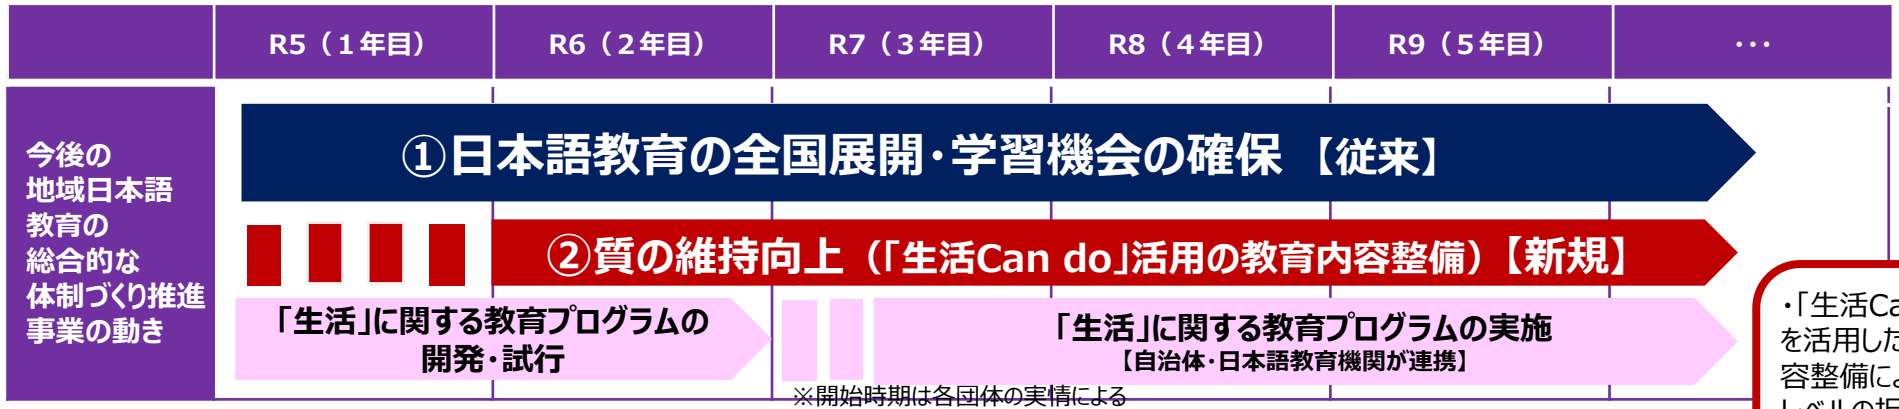 R5（１年目）
R6（２年目）
R7（３年目）
R8（４年目）
R9（５年目）
・・・
今後の
地域日本語
教育の
総合的な
体制づくり推進
事業の動き
①日本語教育の全国展開・学習機会の確保 【従来】
②質の維持向上（「生活Can do」活用の教育内容整備）【新規】
「生活」に関する教育プログラムの
開発・試行
「生活」に関する教育プログラムの実施
【自治体・日本語教育機関が連携】
※開始時期は各団体の実情による
・「生活Ca
を活用した
容整備によ